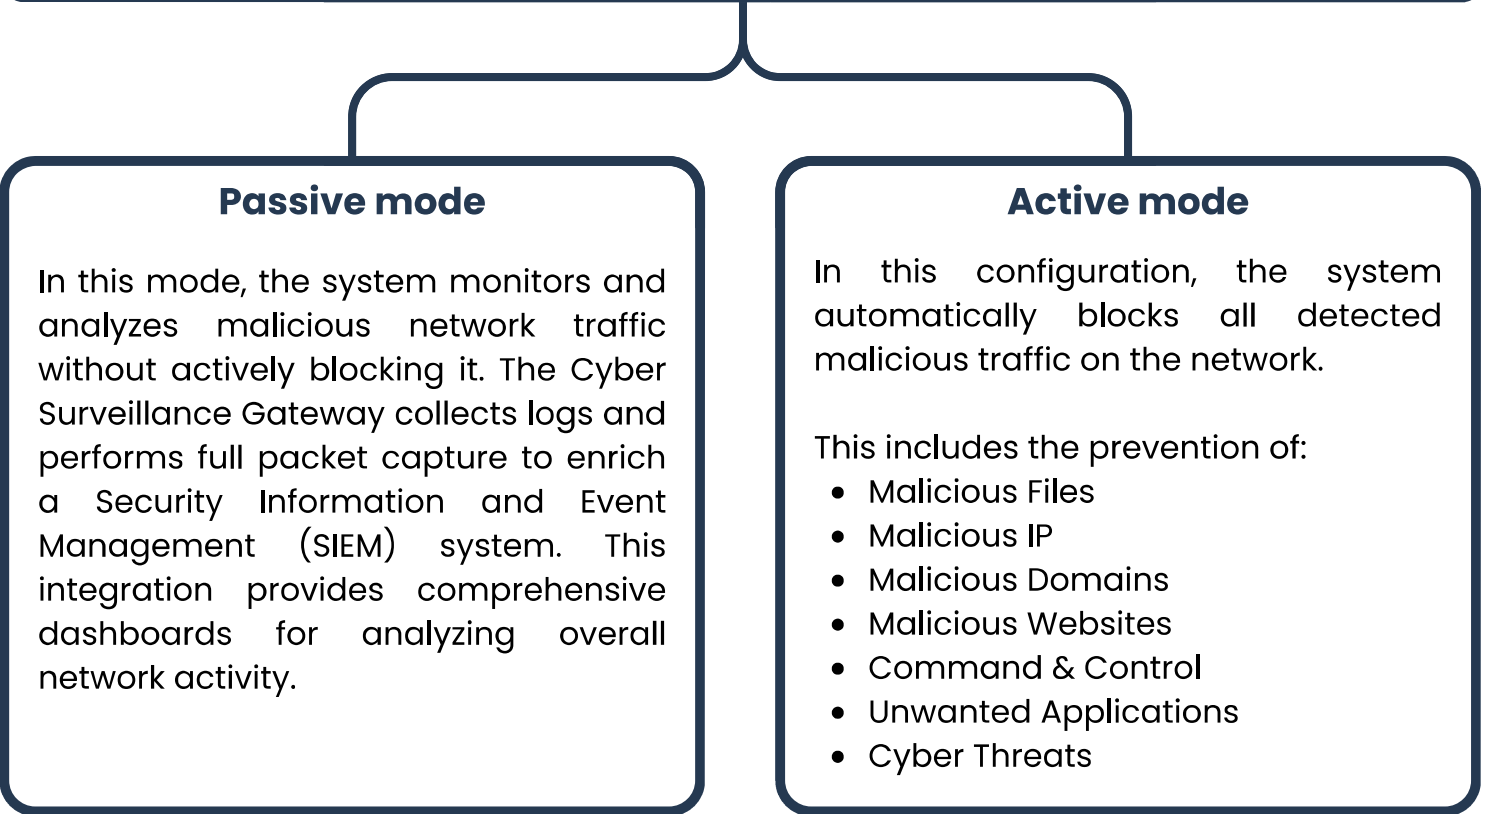 Passive mode
In this mode, the system monitors and
analyzes malicious network traffic
without actively blocking it. The Cyber
Surveillance Gateway collects logs and
performs full packet capture to enrich
a Security Information and Event
Management (SIEM) system. This
integration provides comprehensive
dashboards for analyzing overall
network activity.
Active mode
In this configuration, the system
automatically blocks all detected
malicious traffic on the network.
This includes the prevention of:
• Malicious Files
• Malicious IP
• Malicious Domains
• Malicious Websites
• Command & Control
• Unwanted Applications
• Cyber Threats